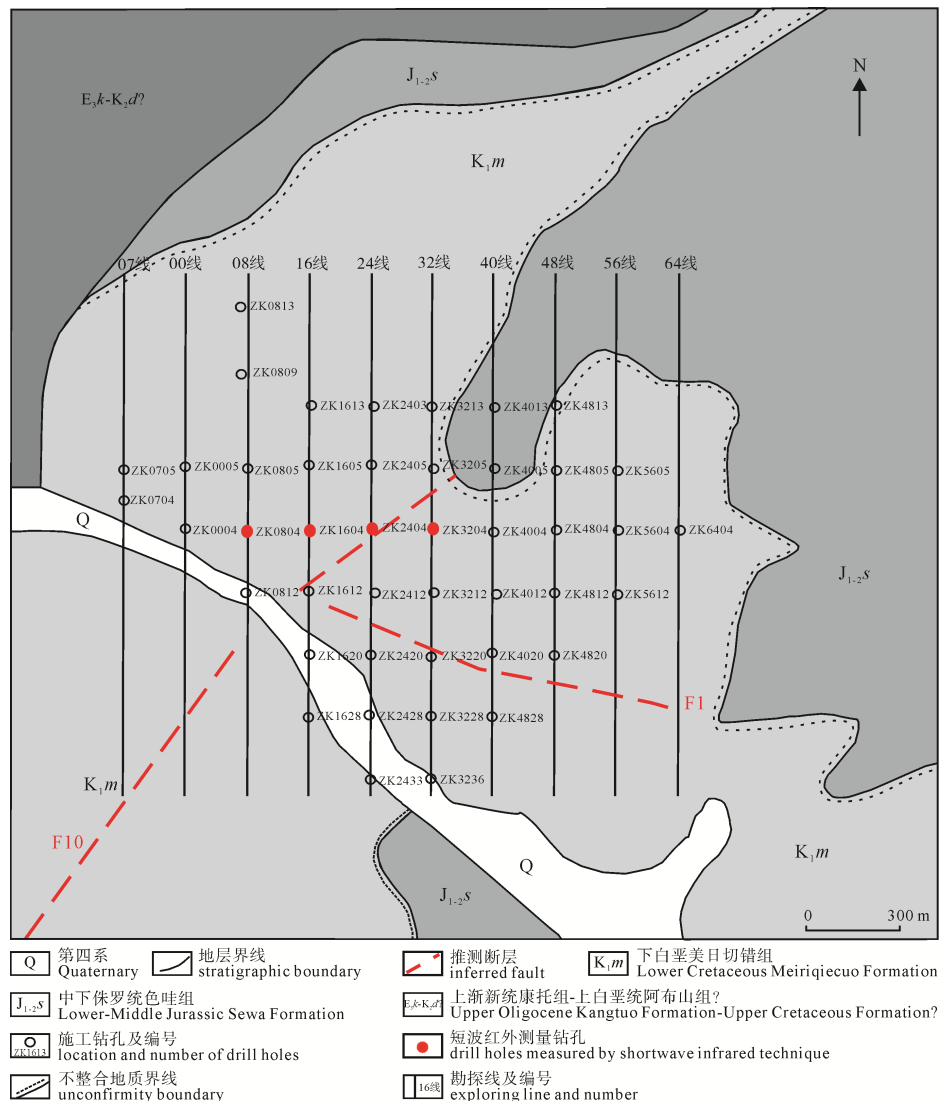 J₁₋₂s
E₃k-K₂d?
N
K₁m
07线 00线 08线 16线 24线 32线 40线 48线 56线 64线
ZK0813
ZK0809
ZK1613 ZK2403 ZK3213 ZK4013 ZK4813
ZK0705 ZK0005 ZK0805 ZK1605 ZK2405 ZK3205 ZK4005 ZK4805 ZK5605
ZK0704
Q
ZK0004 ZK0804 ZK1604 ZK2404 ZK3204 ZK4004 ZK4804 ZK5604 ZK6404
J₁₋₂s
ZK0812 ZK1612 ZK2412 ZK3212 ZK4012 ZK4812 ZK5612
ZK1620 ZK2420 ZK3220 ZK4020 ZK4820
F1
ZK1628 ZK2428 ZK3228 ZK4828
ZK2433 ZK3236
K₁m
F10
K₁m
Q
J₁₋₂s
0 300 m
Q 第四系
Quaternary
地层界线
stratigraphic boundary
推测断层
inferred fault
K₁m 下白垩美日切错组
Lower Cretaceous Meiriqiecuo Formation
J₁₋₂s 中下侏罗统色哇组
Lower-Middle Jurassic Sewa Formation
E₃k-K₂d? 上渐新统康托组-上白垩统阿布山组?
Upper Oligocene Kangtuo Formation-Upper Cretaceous Formation?
ZK1613 施工钻孔及编号
location and number of drill holes
短波红外测量钻孔
drill holes measured by shortwave infrared technique
不整合地质界线
unconfirmity boundary
16线 勘探线及编号
exploring line and number